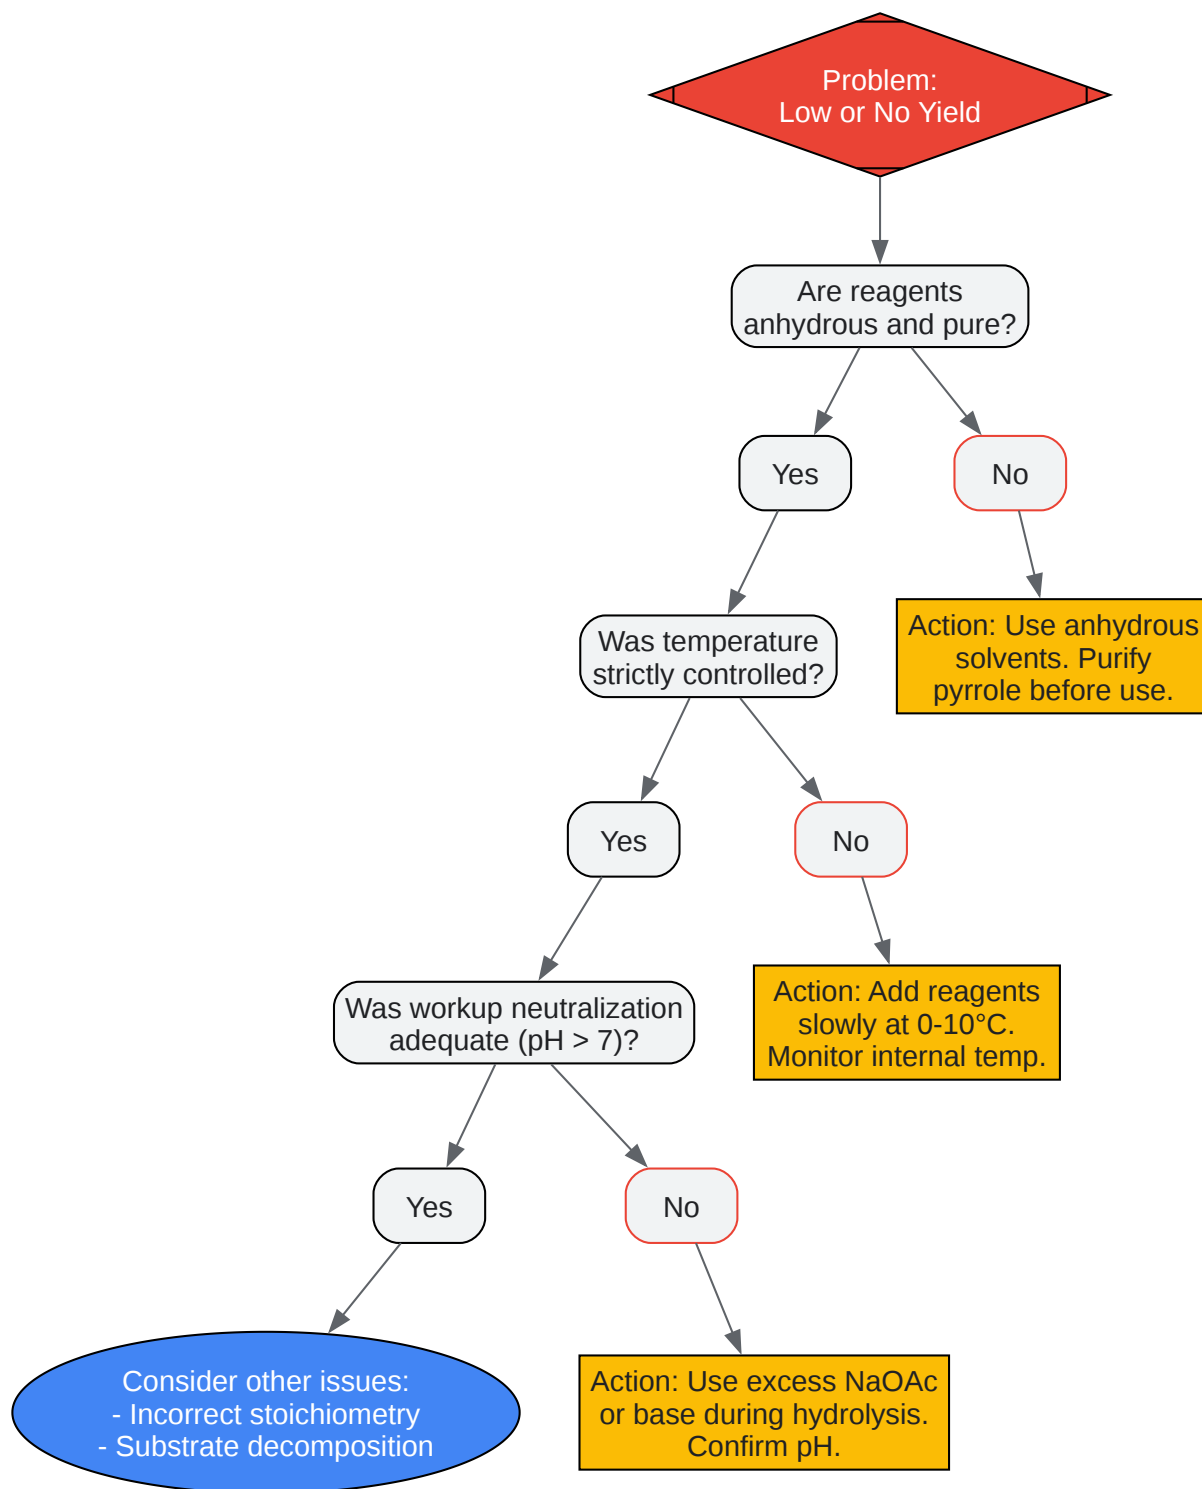 Problem:
Low or No Yield
Are reagents
anhydrous and pure?
Yes
No
Action: Use anhydrous
solvents. Purify
pyrrole before use.
Was temperature
strictly controlled?
Yes
No
Action: Add reagents
slowly at 0-10°C.
Monitor internal temp.
Was workup neutralization
adequate (pH > 7)?
Yes
No
Consider other issues:
- Incorrect stoichiometry
- Substrate decomposition
Action: Use excess NaOAc
or base during hydrolysis.
Confirm pH.